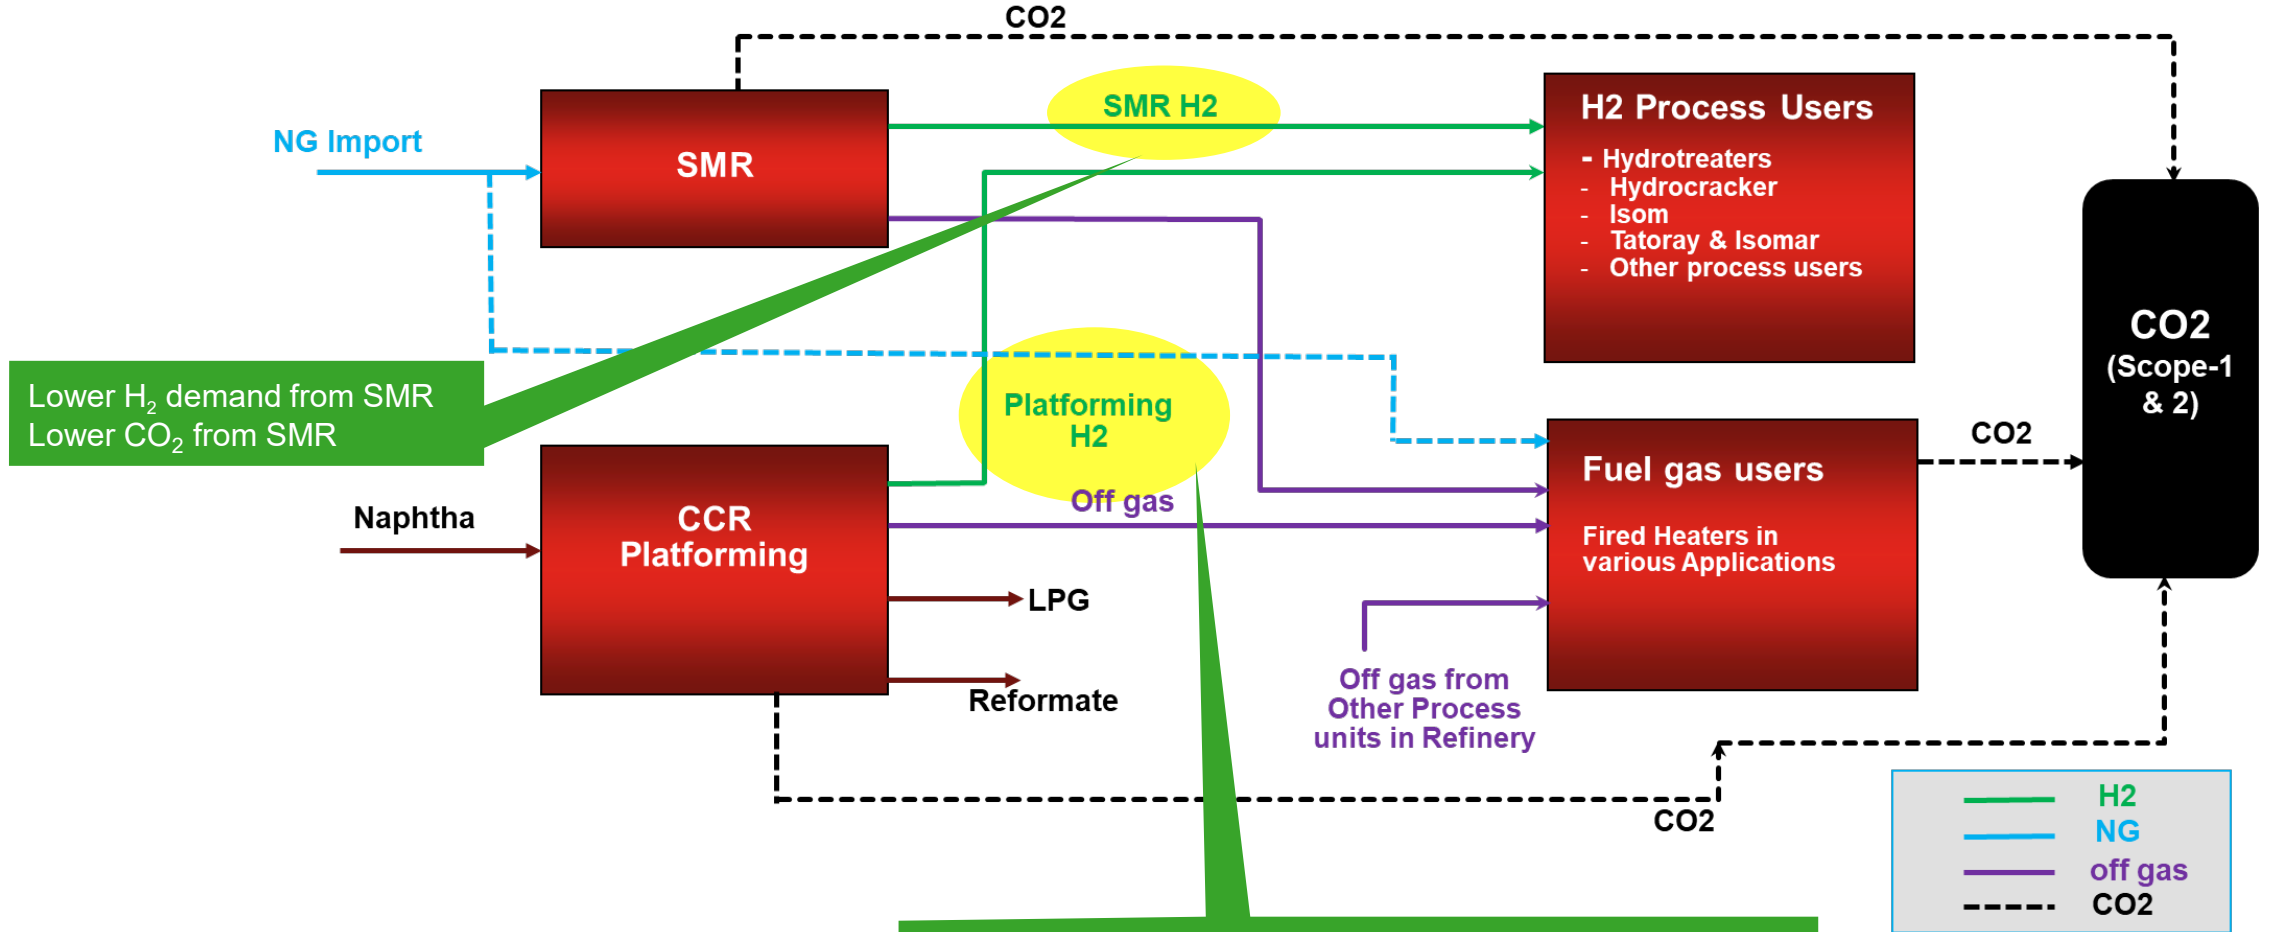 CO2
SMR H2
NG Import
SMR
H2 Process Users
- Hydrotreaters
- Hydrocracker
- Isom
- Tatoray & Isomar
- Other process users
CO2
(Scope-1
& 2)
Lower H₂ demand from SMR
Lower CO₂ from SMR
Platforming
H2
CO2
Fuel gas users
Fired Heaters in
various Applications
Off gas
Naphtha
CCR
Platforming
LPG
Reformate
Off gas from
Other Process
units in Refinery
CO2
H2
NG
off gas
CO2